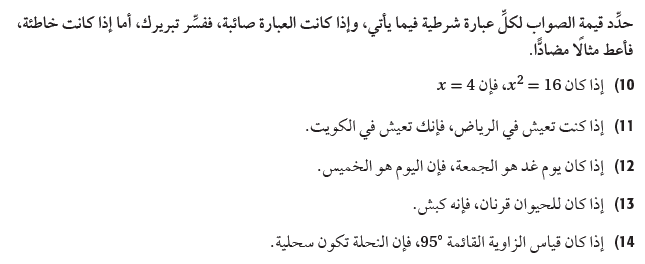 حدِّد قيمة الصواب لكلِّ عبارة شرطية فيما يأتي، وإذا كانت العبارة صائبة، ففسِّر تبريرك، أما إذا كانت خاطئة،
فأعط مثالًا مضادًّا.
10) إذا كان x² = 16، فإن x = 4
11) إذا كنت تعيش في الرياض، فإنك تعيش في الكويت.
12) إذا كان يوم غد هو الجمعة، فإن اليوم هو الخميس.
13) إذا كان للحيوان قرنان، فإنه كبش.
14) إذا كان قياس الزاوية القائمة 95°، فإن النحلة تكون سحلية.